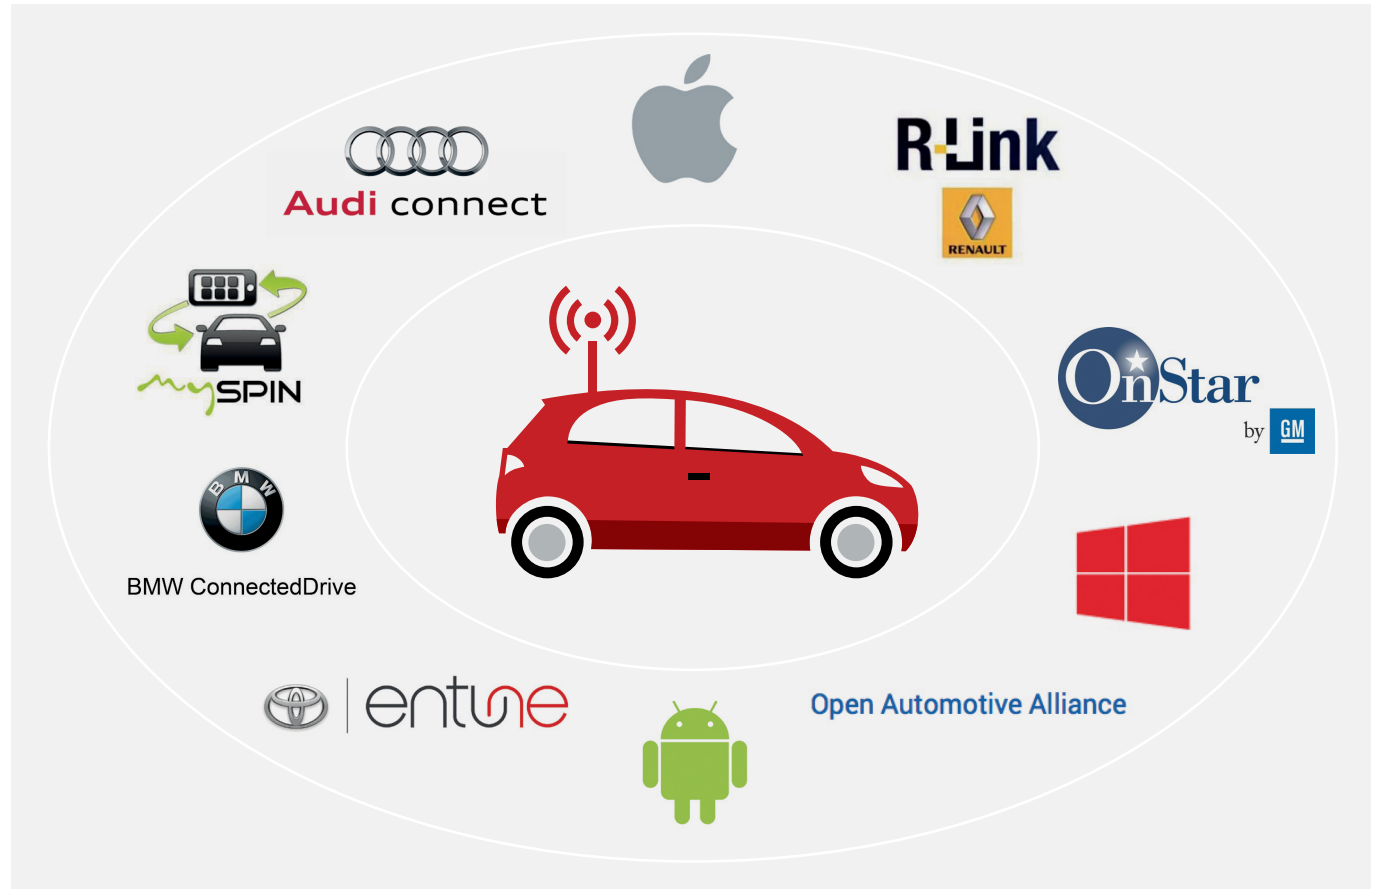 Audi connect
R-Link
RENAULT
mySPIN
OnStar
by GM
BMW
BMW ConnectedDrive
entune
Open Automotive Alliance